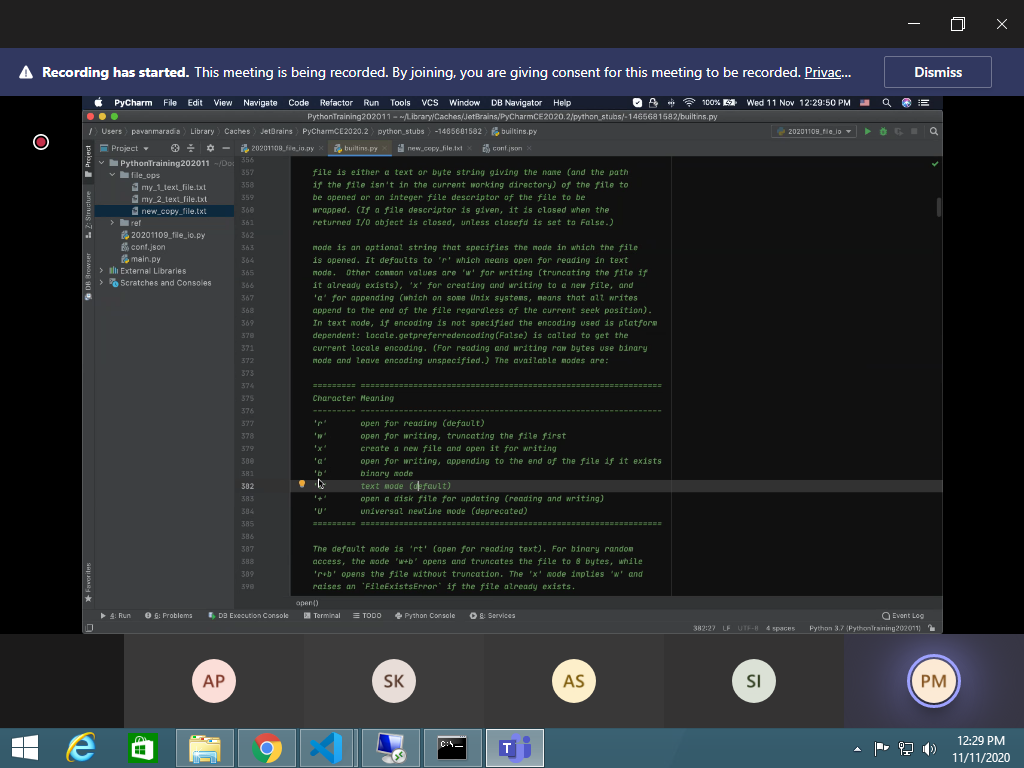 Recording has started. This meeting is being recorded. By joining, you are giving consent for this meeting to be recorded. Privac...
Dismiss
PyCharm File Edit View Navigate Code Refactor Run Tools VCS Window DB Navigator Help
100% Wed 11 Nov 12:29:50 PM
PythonTraining202011 – ~/Library/Caches/JetBrains/PyCharmCE2020.2/python_stubs/-1465681582/builtins.py
/ Users pavanmaradia Library Caches JetBrains PyCharmCE2020.2 python_stubs -1465681582 builtins.py
20201109_file_io
Project
20201109_file_io.py builtins.py new_copy_file.txt conf.json
PythonTraining202011 ~/Do
file_ops
my_1_text_file.txt
my_2_text_file.txt
new_copy_file.txt
ref
20201109_file_io.py
conf.json
main.py
External Libraries
Scratches and Consoles
Project
Z: Structure
DB Browser
Favorites
356
357 file is either a text or byte string giving the name (and the path
358 if the file isn't in the current working directory) of the file to
359 be opened or an integer file descriptor of the file to be
360 wrapped. (If a file descriptor is given, it is closed when the
361 returned I/O object is closed, unless closefd is set to False.)
362
363 mode is an optional string that specifies the mode in which the file
364 is opened. It defaults to 'r' which means open for reading in text
365 mode.  Other common values are 'w' for writing (truncating the file if
366 it already exists), 'x' for creating and writing to a new file, and
367 'a' for appending (which on some Unix systems, means that all writes
368 append to the end of the file regardless of the current seek position).
369 In text mode, if encoding is not specified the encoding used is platform
370 dependent: locale.getpreferredencoding(False) is called to get the
371 current locale encoding. (For reading and writing raw bytes use binary
372 mode and leave encoding unspecified.) The available modes are:
373
374 ========= ===============================================================
375 Character Meaning
376 --------- ---------------------------------------------------------------
377 'r' open for reading (default)
378 'w' open for writing, truncating the file first
379 'x' create a new file and open it for writing
380 'a' open for writing, appending to the end of the file if it exists
381 'b' binary mode
382 text mode (default)
383 '+' open a disk file for updating (reading and writing)
384 'U' universal newline mode (deprecated)
385 ========= ===============================================================
386
387 The default mode is 'rt' (open for reading text). For binary random
388 access, the mode 'w+b' opens and truncates the file to 0 bytes, while
389 'r+b' opens the file without truncation. The 'x' mode implies 'w' and
390 raises an `FileExistsError` if the file already exists.
open()
4: Run 6: Problems DB Execution Console Terminal TODO Python Console 8: Services Event Log
382:27 LF UTF-8 4 spaces Python 3.7 (PythonTraining202011)
AP
SK
AS
SI
PM
12:29 PM
11/11/2020